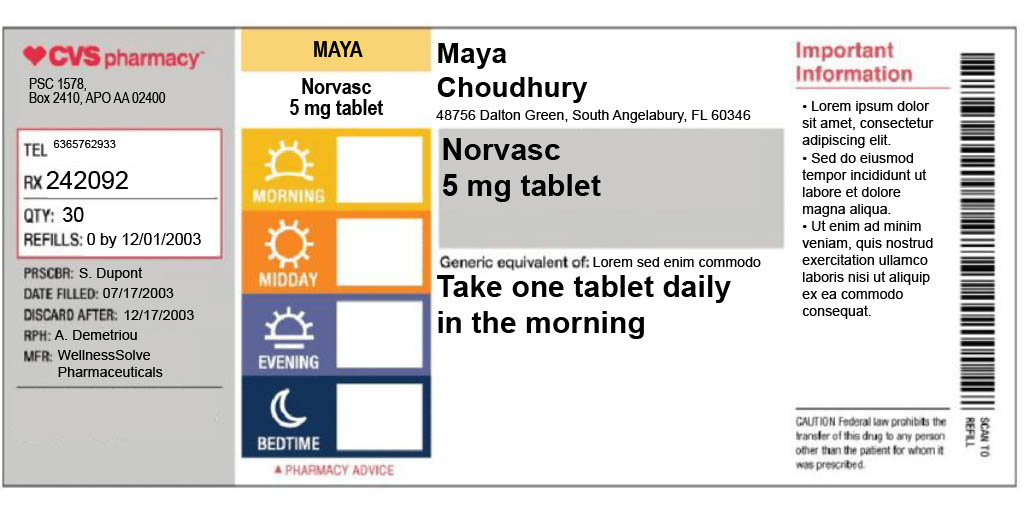 CVS pharmacy™
PSC 1578,
Box 2410, APO AA 02400
TEL 6365762933
RX 242092
QTY: 30
REFILLS: 0 by 12/01/2003
PRSCBR: S. Dupont
DATE FILLED: 07/17/2003
DISCARD AFTER: 12/17/2003
RPH: A. Demetriou
MFR: WellnessSolve
Pharmaceuticals
MAYA
Norvasc
5 mg tablet
MORNING
MIDDAY
EVENING
BEDTIME
▲ PHARMACY ADVICE
Maya
Choudhury
48756 Dalton Green, South Angelabury, FL 60346
Norvasc
5 mg tablet
Generic equivalent of: Lorem sed enim commodo
Take one tablet daily
in the morning
Important
Information
• Lorem ipsum dolor
sit amet, consectetur
adipiscing elit.
• Sed do eiusmod
tempor incididunt ut
labore et dolore
magna aliqua.
• Ut enim ad minim
veniam, quis nostrud
exercitation ullamco
laboris nisi ut aliquip
ex ea commodo
consequat.
CAUTION Federal law prohibits the
transfer of this drug to any person
other than the patient for whom it
was prescribed.
SCAN TO
REFILL